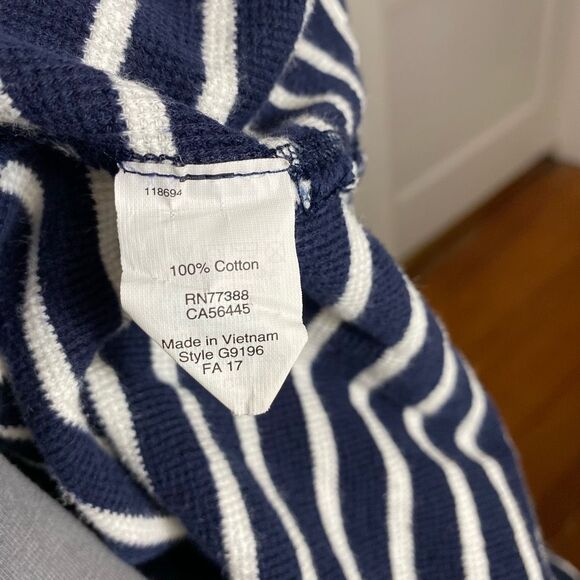 118694
100% Cotton
RN77388
CA56445
Made in Vietnam
Style G9196
FA 17